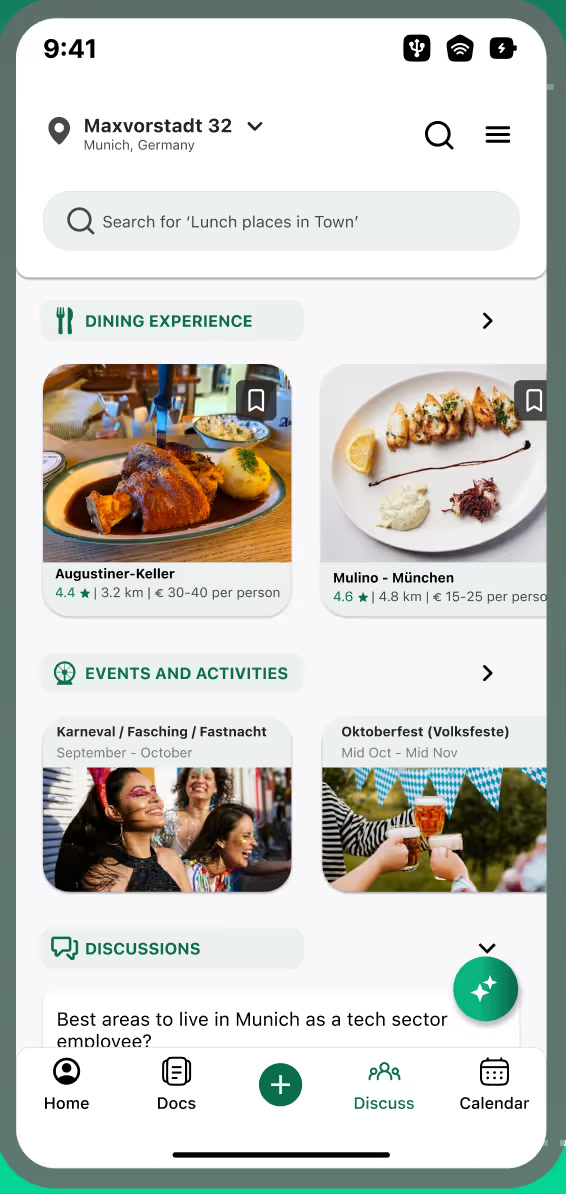 9:41
Maxvorstadt 32
Munich, Germany
Search for ‘Lunch places in Town’
DINING EXPERIENCE
Augustiner-Keller
4.4 ★ | 3.2 km | € 30-40 per person
Mulino - München
4.6 ★ | 4.8 km | € 15-25 per perso
EVENTS AND ACTIVITIES
Karneval / Fasching / Fastnacht
September - October
Oktoberfest (Volksfeste)
Mid Oct - Mid Nov
DISCUSSIONS
Best areas to live in Munich as a tech sector
employee?
Home
Docs
Discuss
Calendar